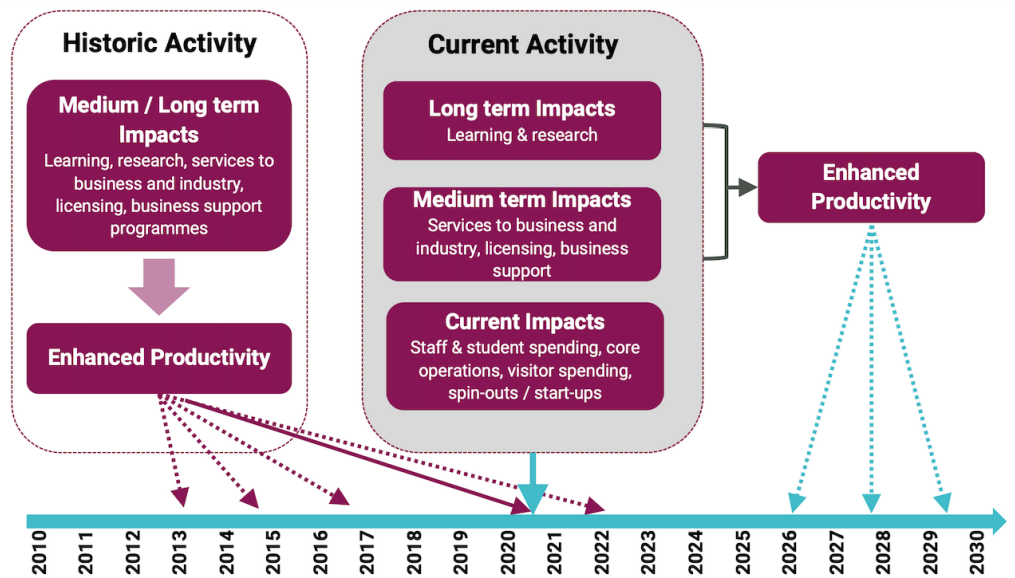 Historic Activity
Medium / Long term
Impacts
Learning, research, services to
business and industry,
licensing, business support
programmes
Enhanced Productivity
Current Activity
Long term Impacts
Learning & research
Medium term Impacts
Services to business and
industry, licensing, business
support
Current Impacts
Staff & student spending, core
operations, visitor spending,
spin-outs / start-ups
Enhanced
Productivity
2010
2011
2012
2013
2014
2015
2016
2017
2018
2019
2020
2021
2022
2023
2024
2025
2026
2027
2028
2029
2030